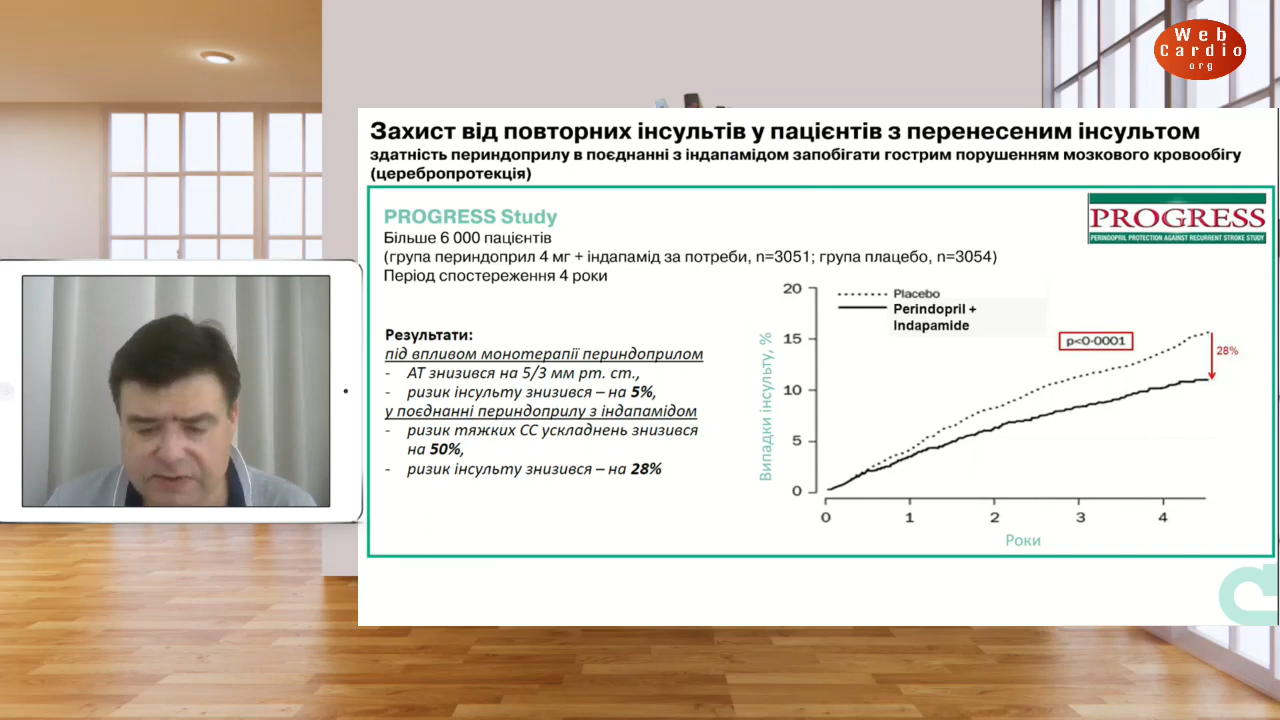 Web
Cardio
org
Захист від повторних інсультів у пацієнтів з перенесеним інсультом
здатність периндоприлу в поєднанні з індапамідом запобігати гострим порушенням мозкового кровообігу
(церебропротекція)
PROGRESS Study
Більше 6 000 пацієнтів
(група периндоприл 4 мг + індапамід за потреби, n=3051; група плацебо, n=3054)
Період спостереження 4 роки
PROGRESS
PERINDOPRIL PROTECTION AGAINST RECURRENT STROKE STUDY
Результати:
під впливом монотерапії периндоприлом
- АТ знизився на 5/3 мм рт. ст.,
- ризик інсульту знизився – на 5%,
у поєднанні периндоприлу з індапамідом
- ризик тяжких СС ускладнень знизився
на 50%,
- ризик інсульту знизився – на 28%
Випадки інсульту, %
20
15
10
5
0
Placebo
Perindopril +
Indapamide
p<0·0001
28%
0 1 2 3 4
Роки